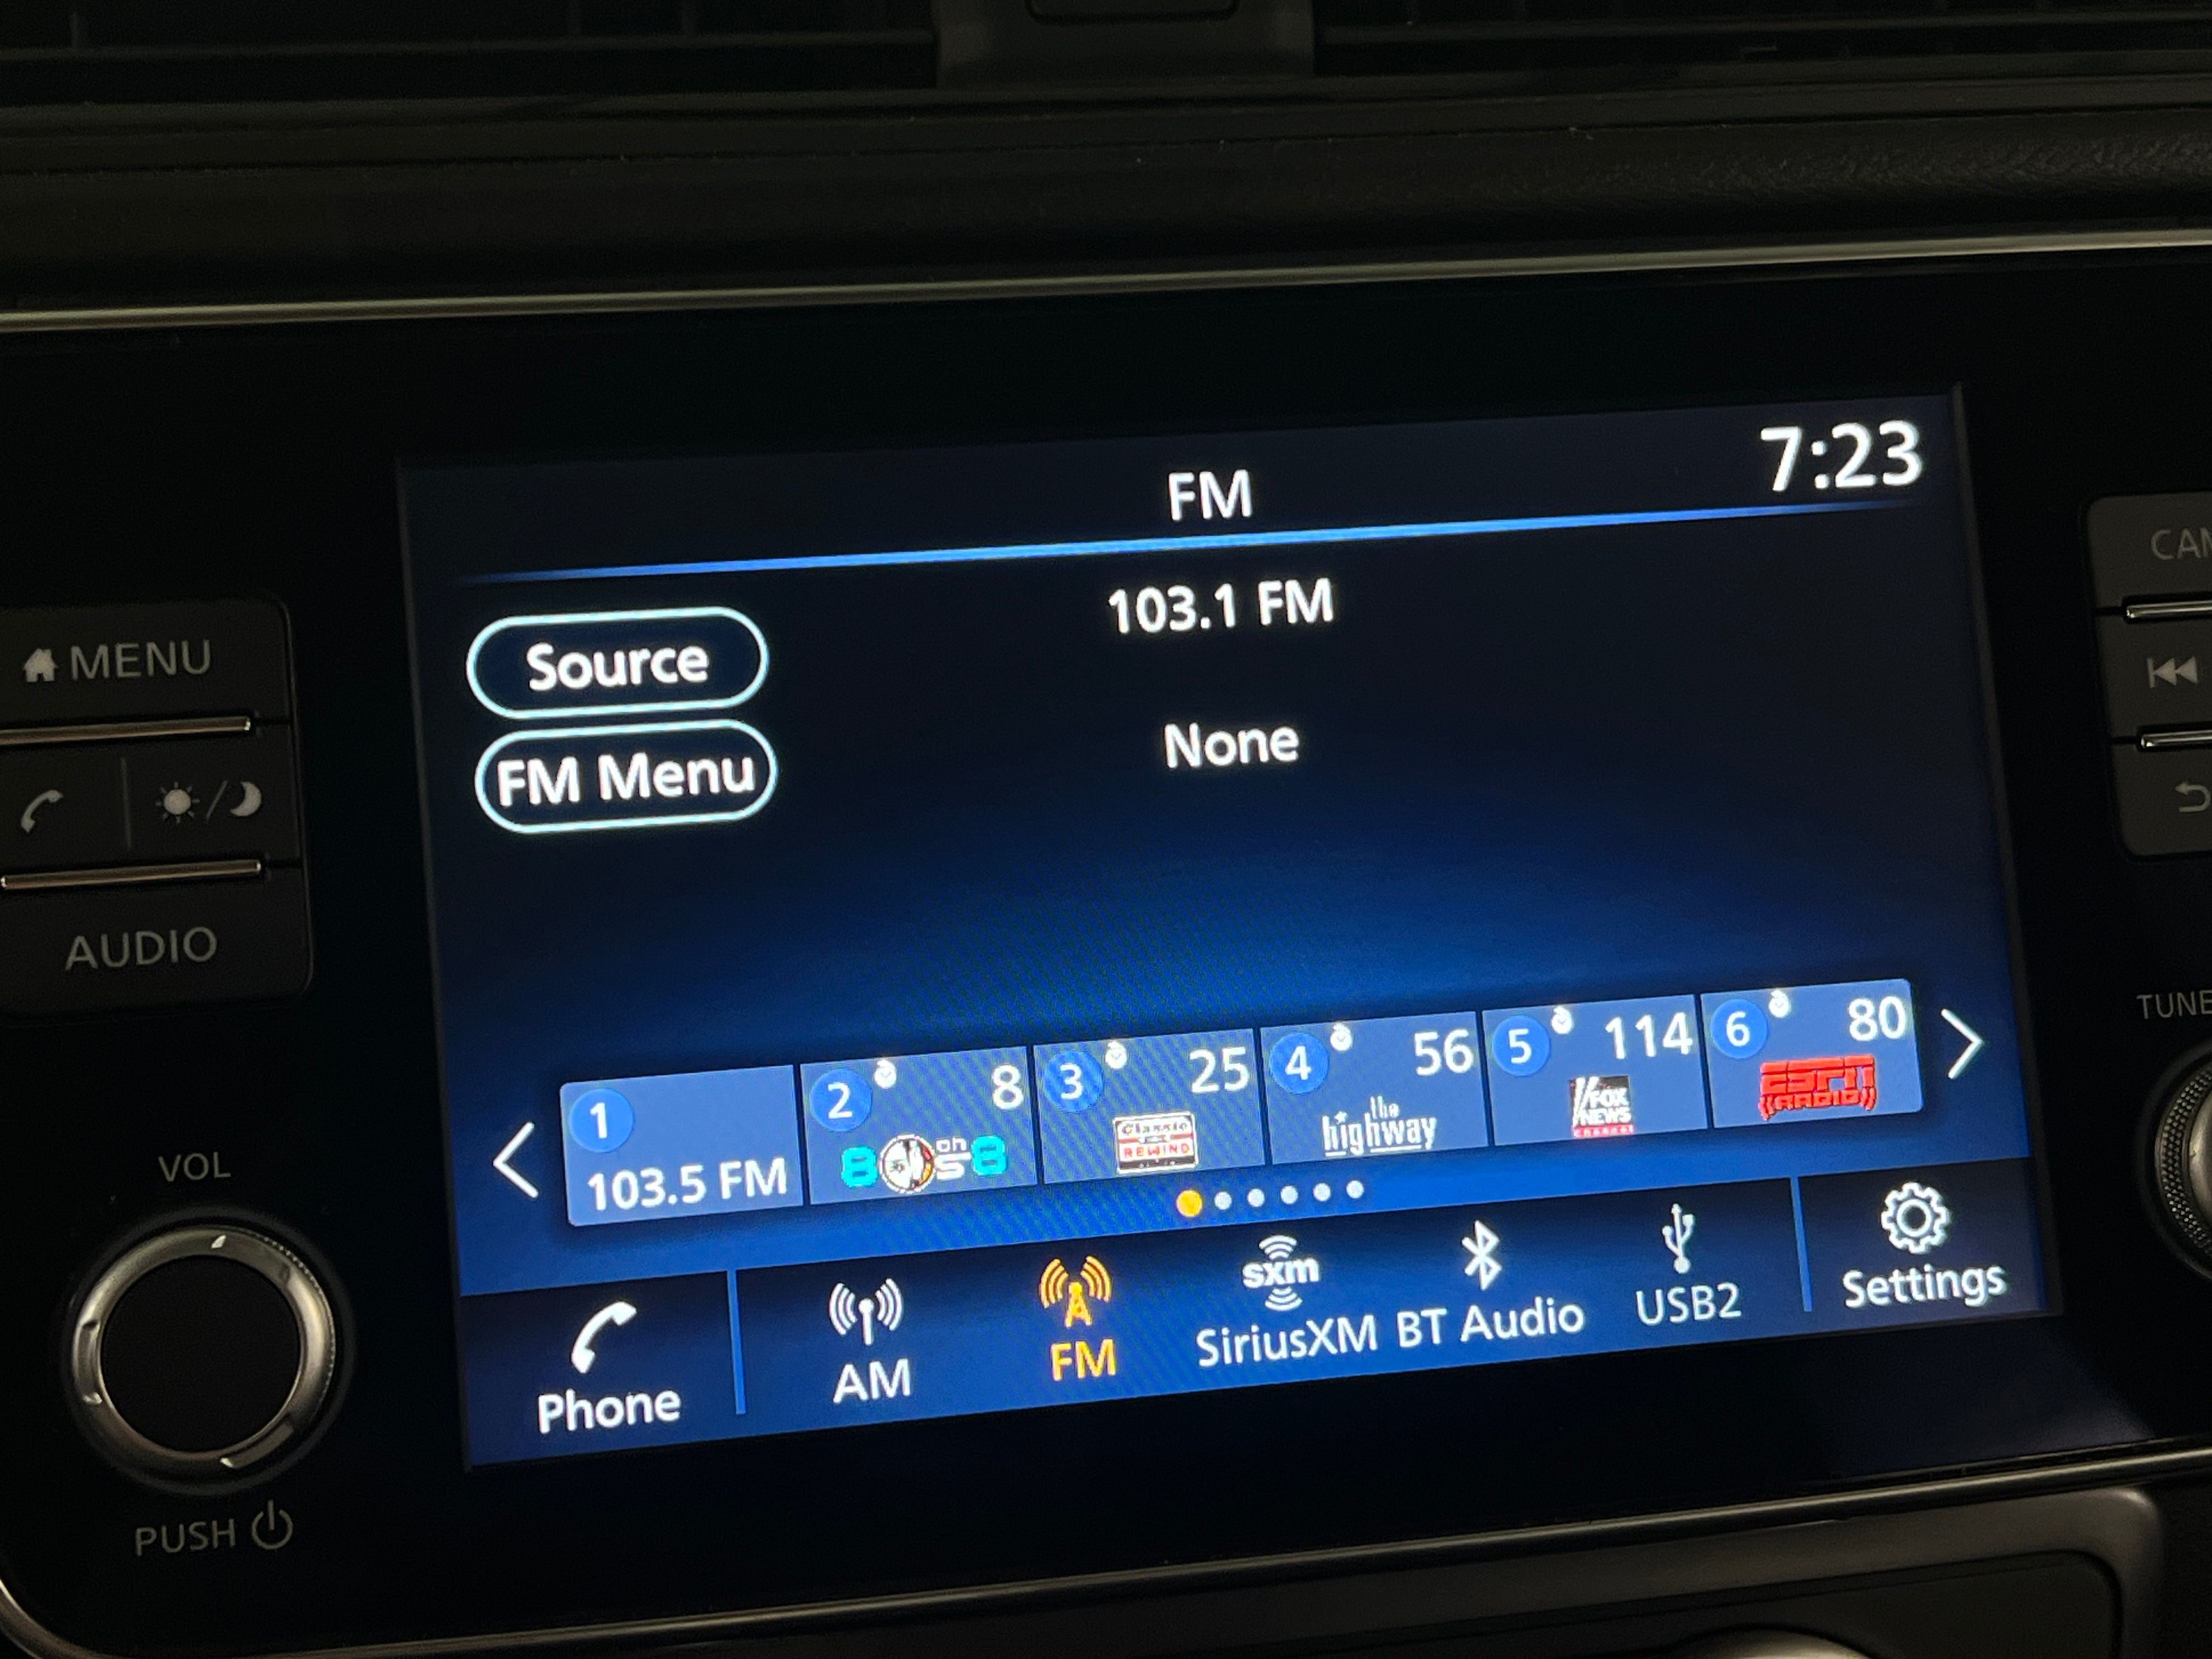 FM
7:23
103.1 FM
Source
None
FM Menu
MENU
AUDIO
VOL
PUSH
TUNE
1
103.5 FM
2 8
80s on 8
3 25
Classic
REWIND
4 56
the
highway
5 114
FOX
NEWS
CHANNEL
6 80
ESPN
RADIO
Phone
AM
FM
sxm
SiriusXM
BT Audio
USB2
Settings